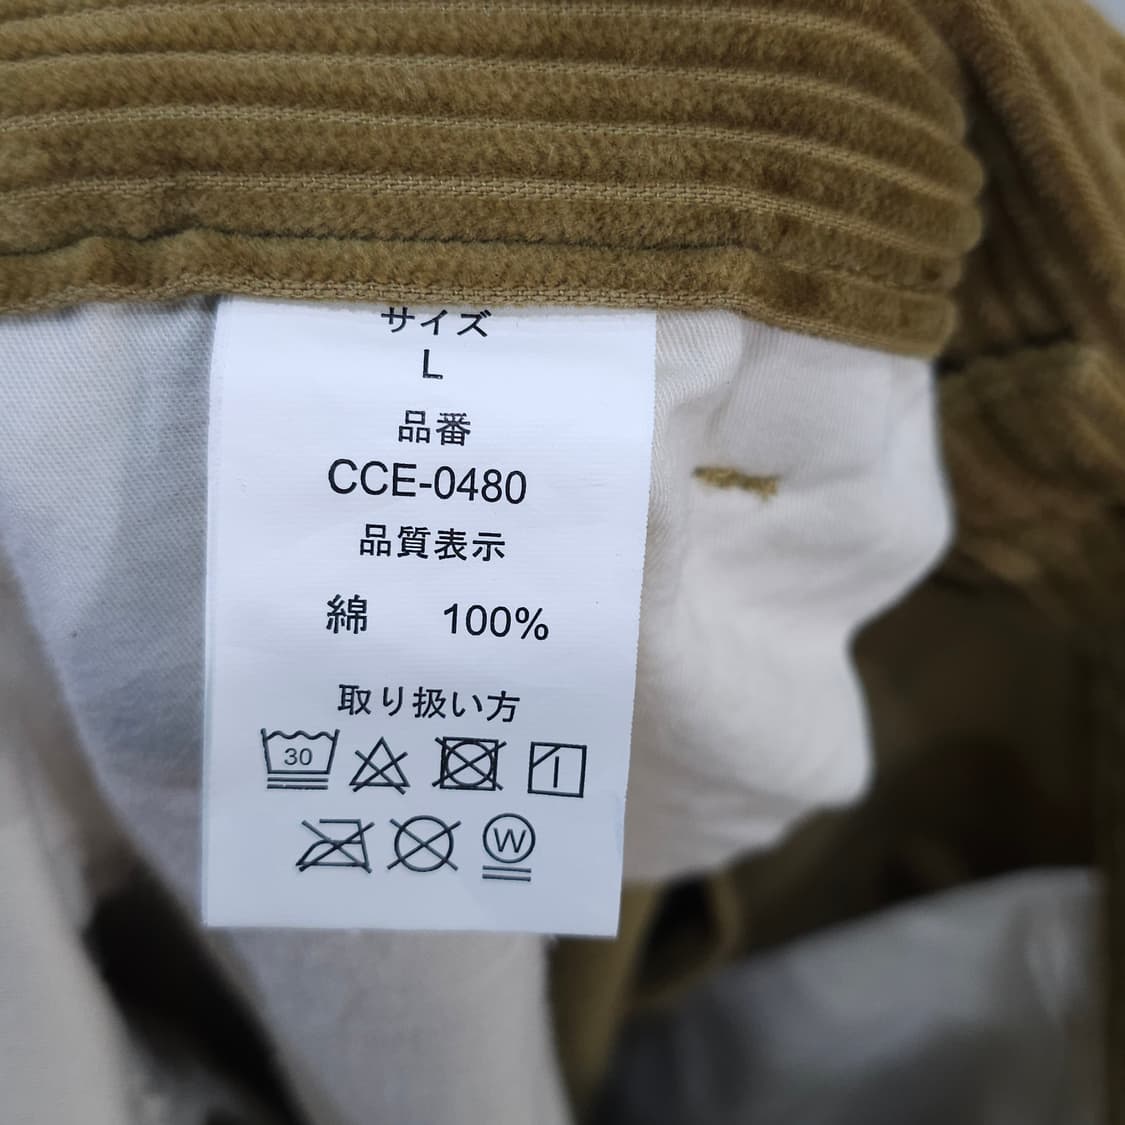 サイズ
L
品番
CCE-0480
品質表示
綿 100%
取り扱い方
30
W